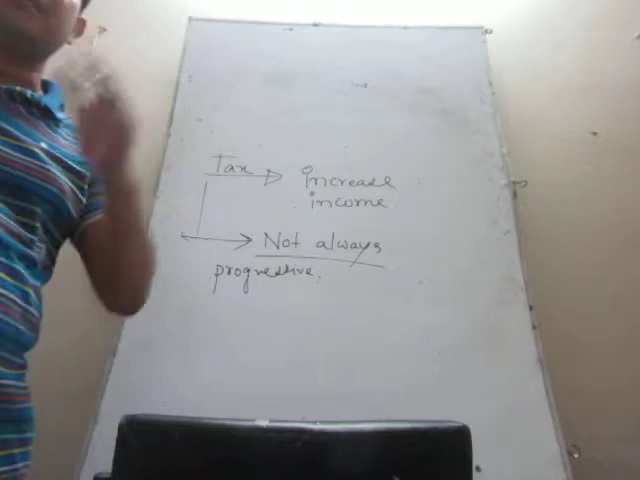 Tax → increase
income
→ Not always
progressive.